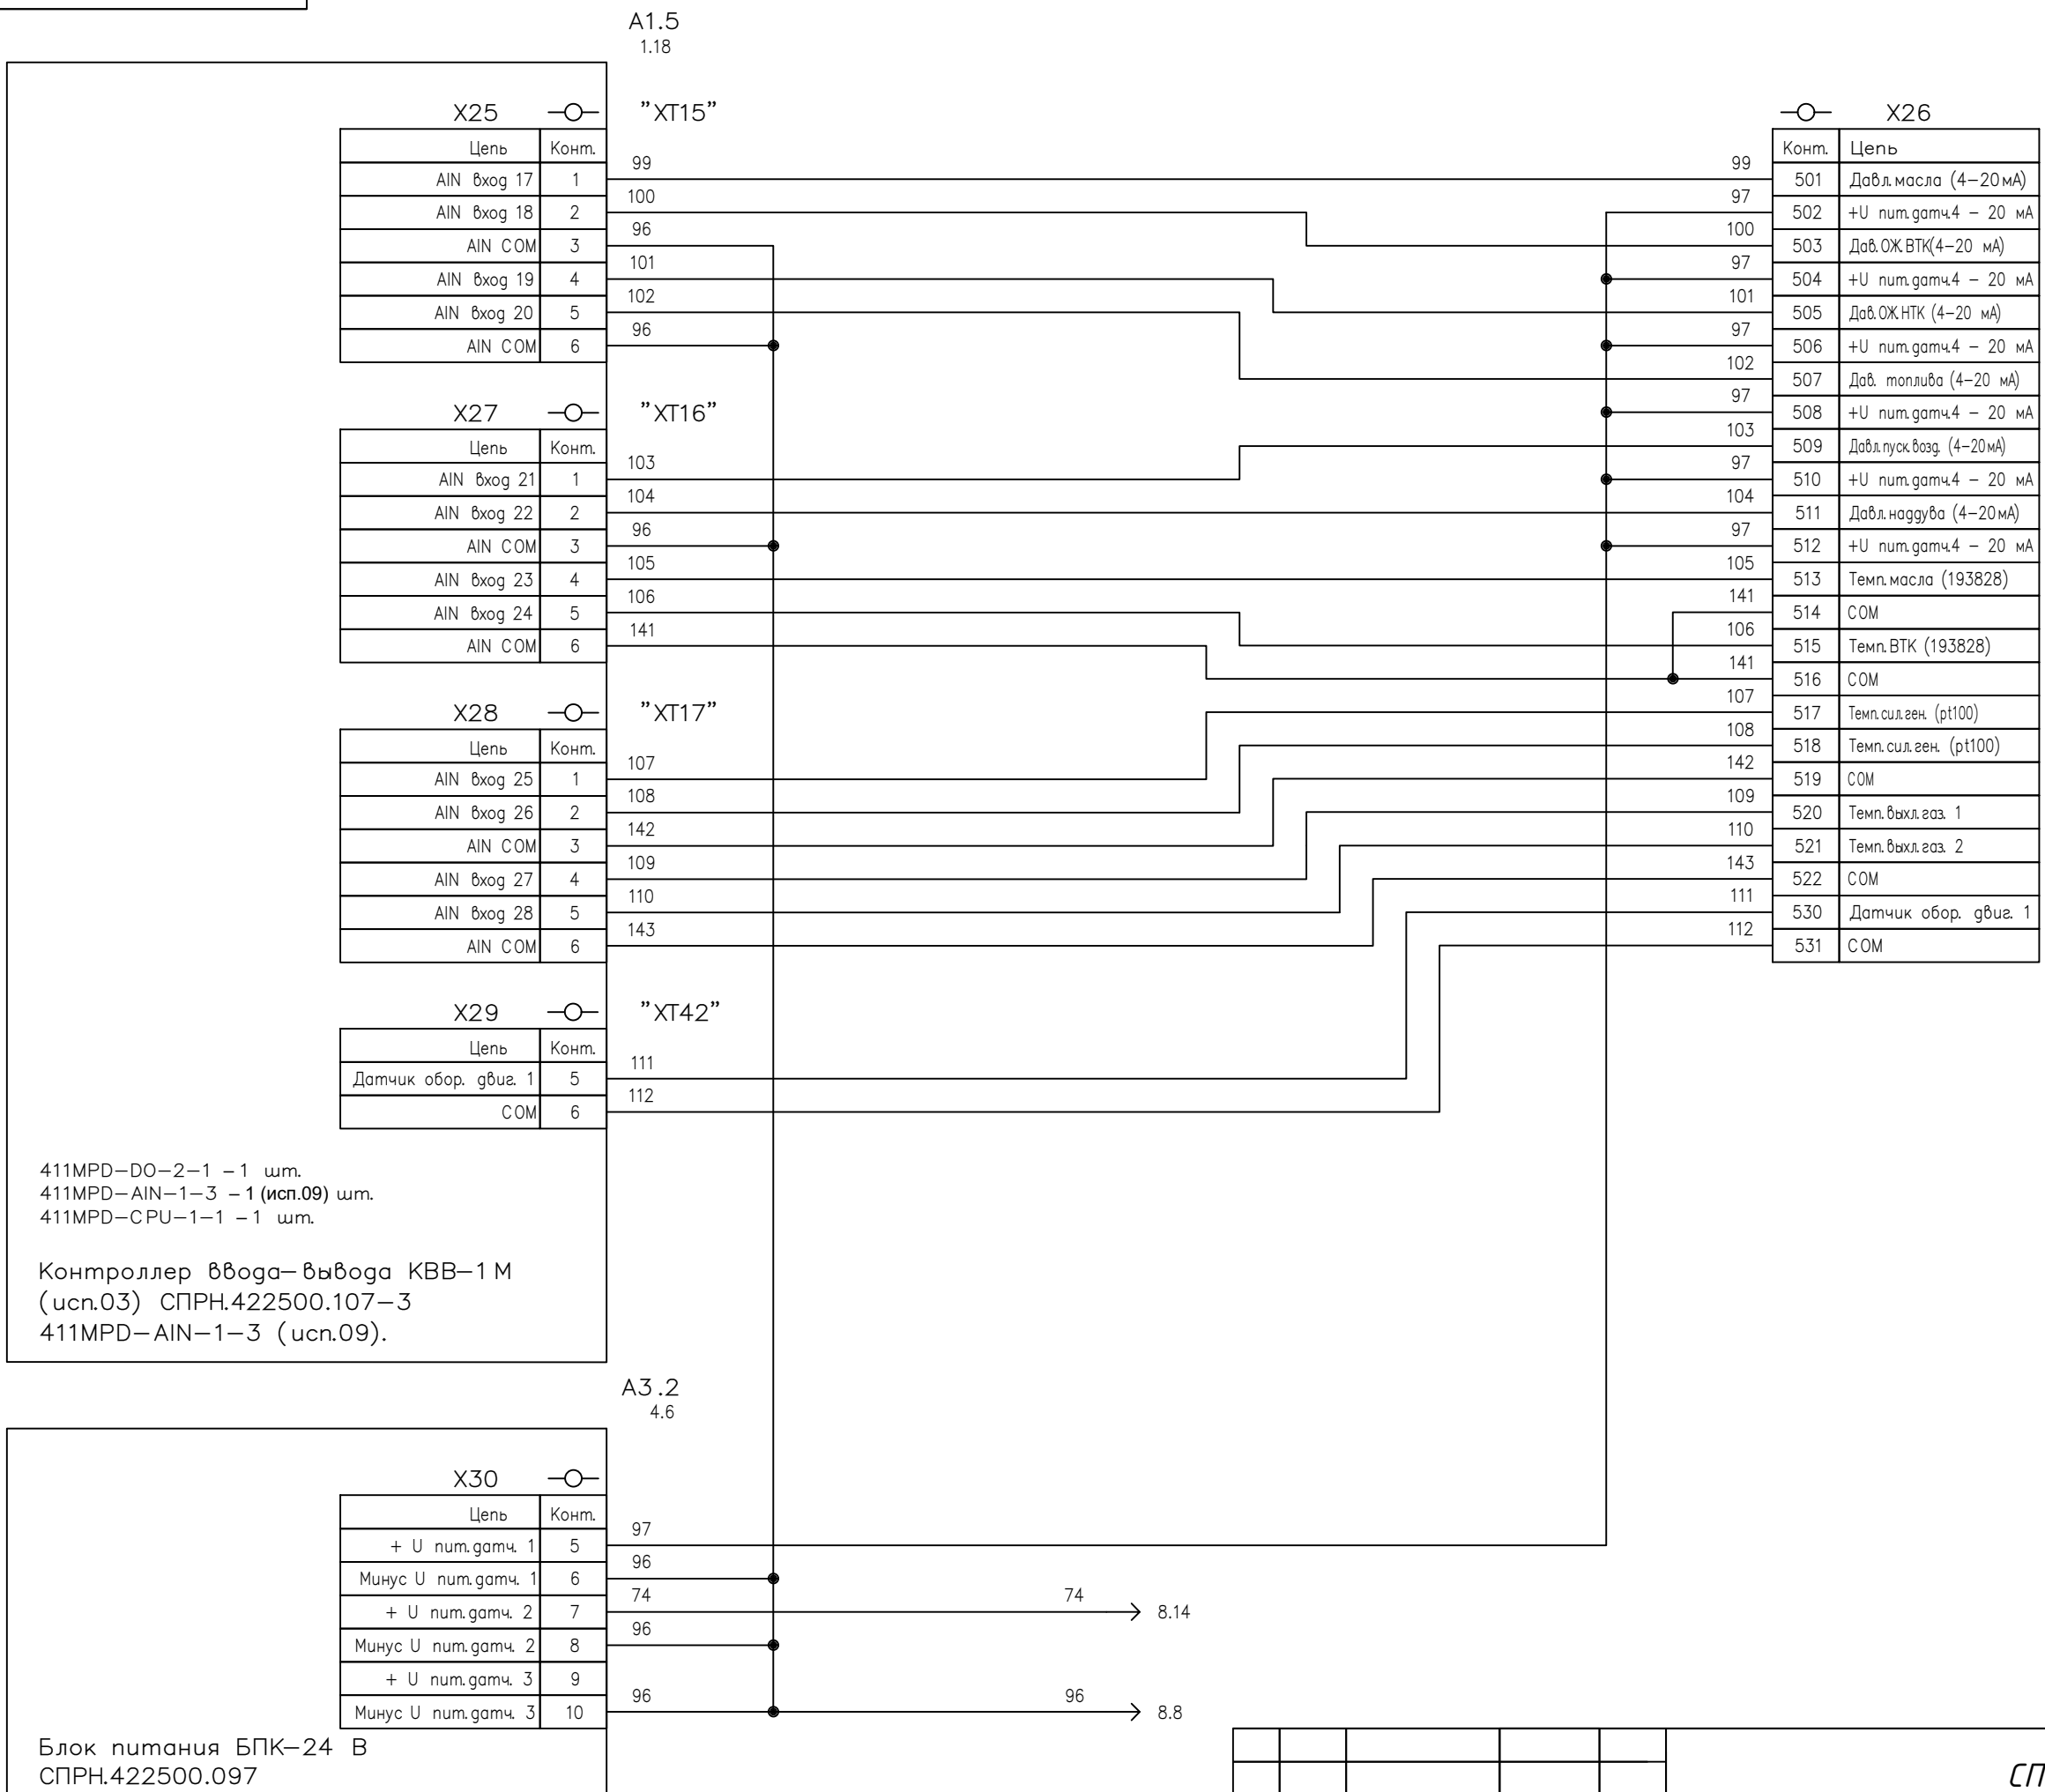 А1.5
1.18
X25 "XT15"
Цепь Конт.
AIN вход 17 1 99
AIN вход 18 2 100
AIN COM 3 96
AIN вход 19 4 101
AIN вход 20 5 102
AIN COM 6 96
X27 "XT16"
Цепь Конт.
AIN вход 21 1 103
AIN вход 22 2 104
AIN COM 3 96
AIN вход 23 4 105
AIN вход 24 5 106
AIN COM 6 141
X28 "XT17"
Цепь Конт.
AIN вход 25 1 107
AIN вход 26 2 108
AIN COM 3 142
AIN вход 27 4 109
AIN вход 28 5 110
AIN COM 6 143
X29 "XT42"
Цепь Конт.
Датчик обор. двиг. 1 5 111
COM 6 112
411MPD-DO-2-1 -1 шт.
411MPD-AIN-1-3 -1 (исп.09) шт.
411MPD-CPU-1-1 -1 шт.
Контроллер ввода-вывода КВВ-1М
(исп.03) СПРН.422500.107-3
411MPD-AIN-1-3 (исп.09).
X26
Конт. Цепь
99 501 Давл.масла (4-20мА)
97 502 +U пит.датч.4 - 20 мА
100 503 Дав.ОЖ.ВТК(4-20 мА)
97 504 +U пит.датч.4 - 20 мА
101 505 Дав.ОЖ.НТК (4-20 мА)
97 506 +U пит.датч.4 - 20 мА
102 507 Дав. топлива (4-20 мА)
97 508 +U пит.датч.4 - 20 мА
103 509 Давл.пуск.возд. (4-20мА)
97 510 +U пит.датч.4 - 20 мА
104 511 Давл.наддува (4-20мА)
97 512 +U пит.датч.4 - 20 мА
105 513 Темп.масла (193828)
141 514 COM
106 515 Темп.ВТК (193828)
141 516 COM
107 517 Темп.сил.ген. (pt100)
108 518 Темп.сил.ген. (pt100)
142 519 COM
109 520 Темп.выхл.газ. 1
110 521 Темп.выхл.газ. 2
143 522 COM
111 530 Датчик обор. двиг. 1
112 531 COM
А3.2
4.6
X30
Цепь Конт.
+ U пит.датч. 1 5 97
Минус U пит.датч. 1 6 96
+ U пит.датч. 2 7 74 74 8.14
Минус U пит.датч. 2 8 96
+ U пит.датч. 3 9
Минус U пит.датч. 3 10 96 96 8.8
Блок питания БПК-24 В
СПРН.422500.097
СП